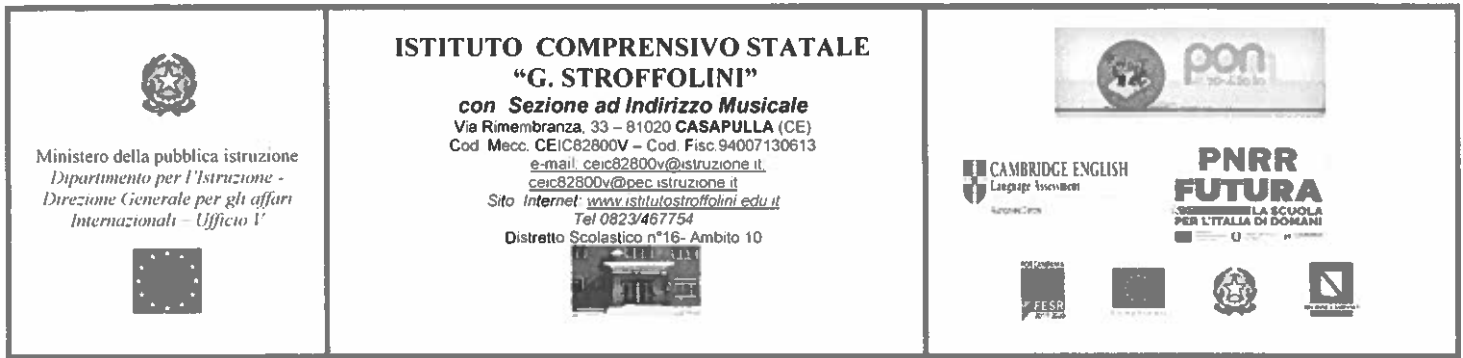 Ministero della pubblica istruzione
Dipartimento per l'Istruzione -
Direzione Generale per gli affari
Internazionali – Ufficio V
ISTITUTO COMPRENSIVO STATALE
"G. STROFFOLINI"
con Sezione ad Indirizzo Musicale
Via Rimembranza, 33 – 81020 CASAPULLA (CE)
Cod Mecc. CEIC82800V – Cod. Fisc.94007130613
e-mail: ceic82800v@istruzione it,
ceic82800v@pec istruzione it
Sito Internet: www.istitutostroffolini edu it
Tel 0823/467754
Distretto Scolastico n°16- Ambito 10
pon
CAMBRIDGE ENGLISH
Language Assessment
PNRR
FUTURA
LA SCUOLA
PER L'ITALIA DI DOMANI
POR CAMPANIA
FESR